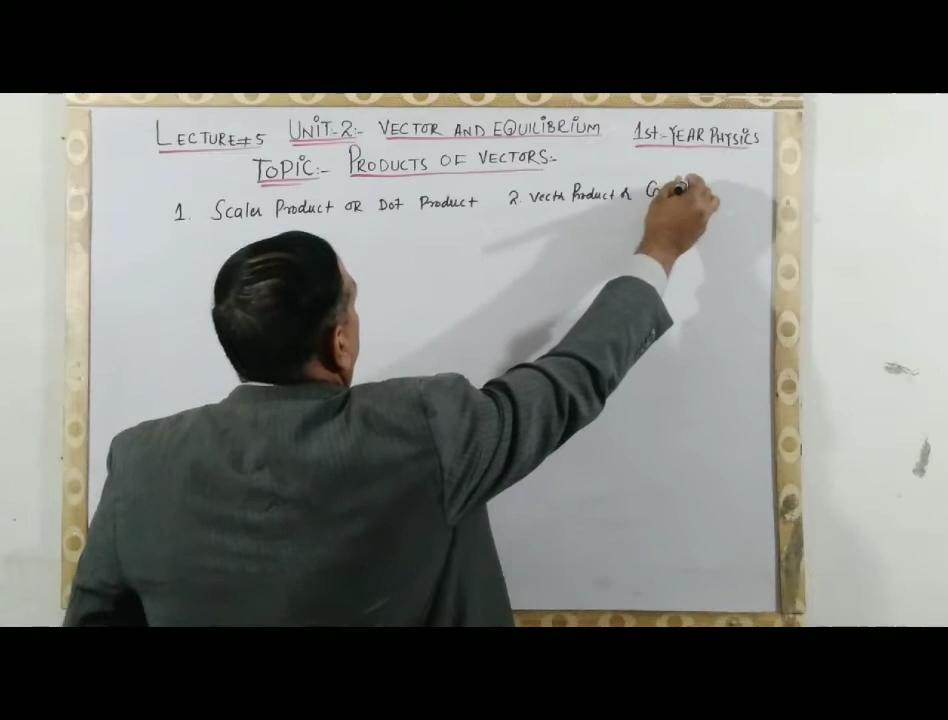 LECTURE#5 UNIT-2:- VECTOR AND EQUILIBRIUM 1st-YEAR PHYSICS
TOPIC:- PRODUCTS OF VECTORS:-
1. Scaler Product OR Dot Product 2. Vector Product